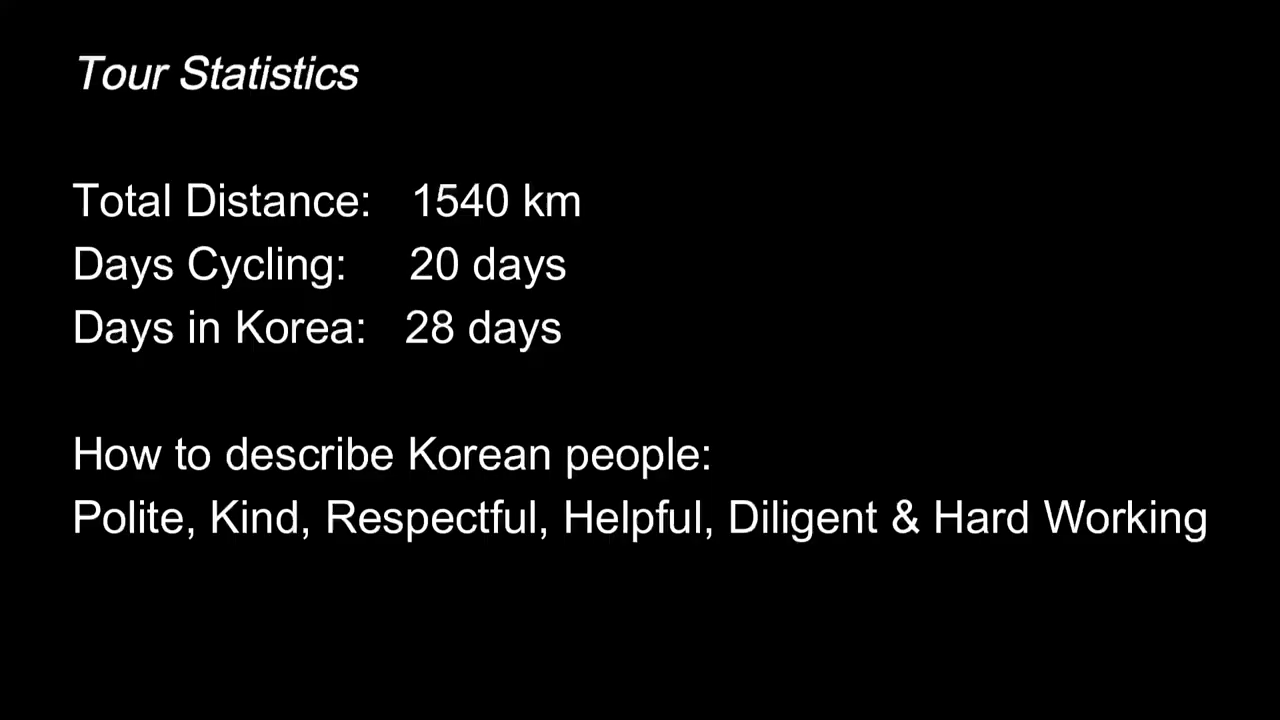 Tour Statistics
Total Distance: 1540 km
Days Cycling: 20 days
Days in Korea: 28 days
How to describe Korean people:
Polite, Kind, Respectful, Helpful, Diligent & Hard Working